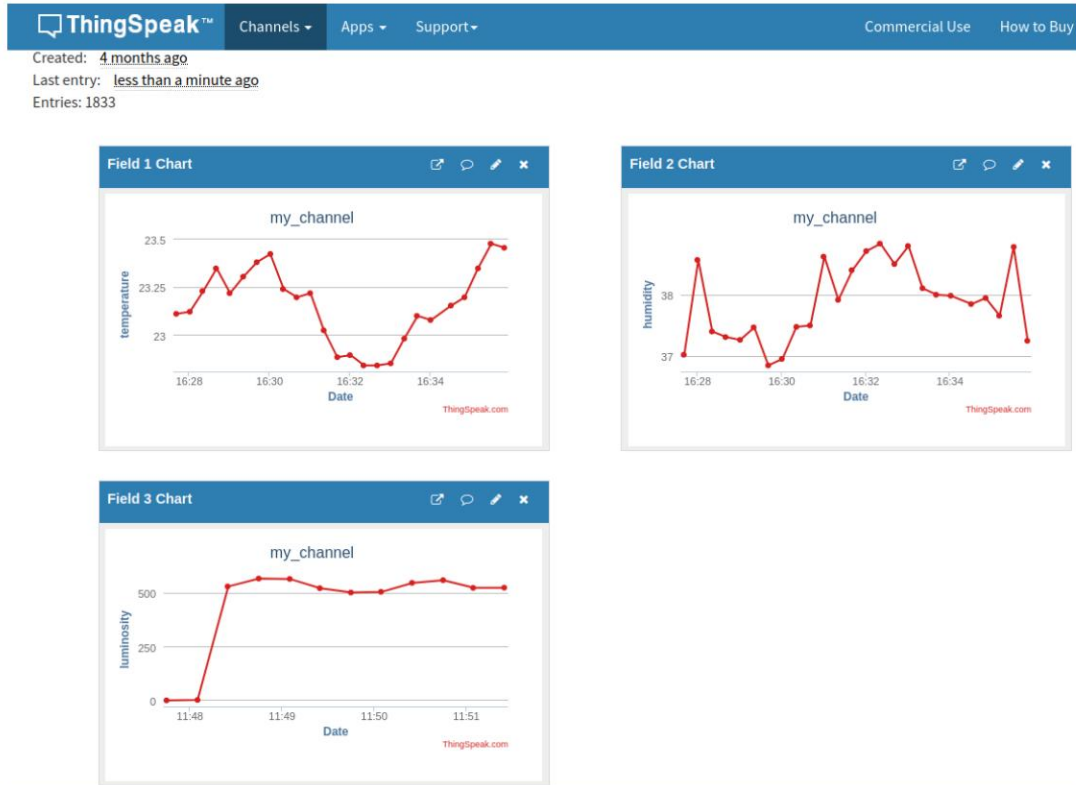 ThingSpeak™ Channels Apps Support Commercial Use How to Buy
Created: 4 months ago
Last entry: less than a minute ago
Entries: 1833
Field 1 Chart
my_channel
temperature
23.5
23.25
23
16:28 16:30 16:32 16:34
Date
ThingSpeak.com
Field 2 Chart
my_channel
humidity
38
37
16:28 16:30 16:32 16:34
Date
ThingSpeak.com
Field 3 Chart
my_channel
luminosity
500
250
0
11:48 11:49 11:50 11:51
Date
ThingSpeak.com